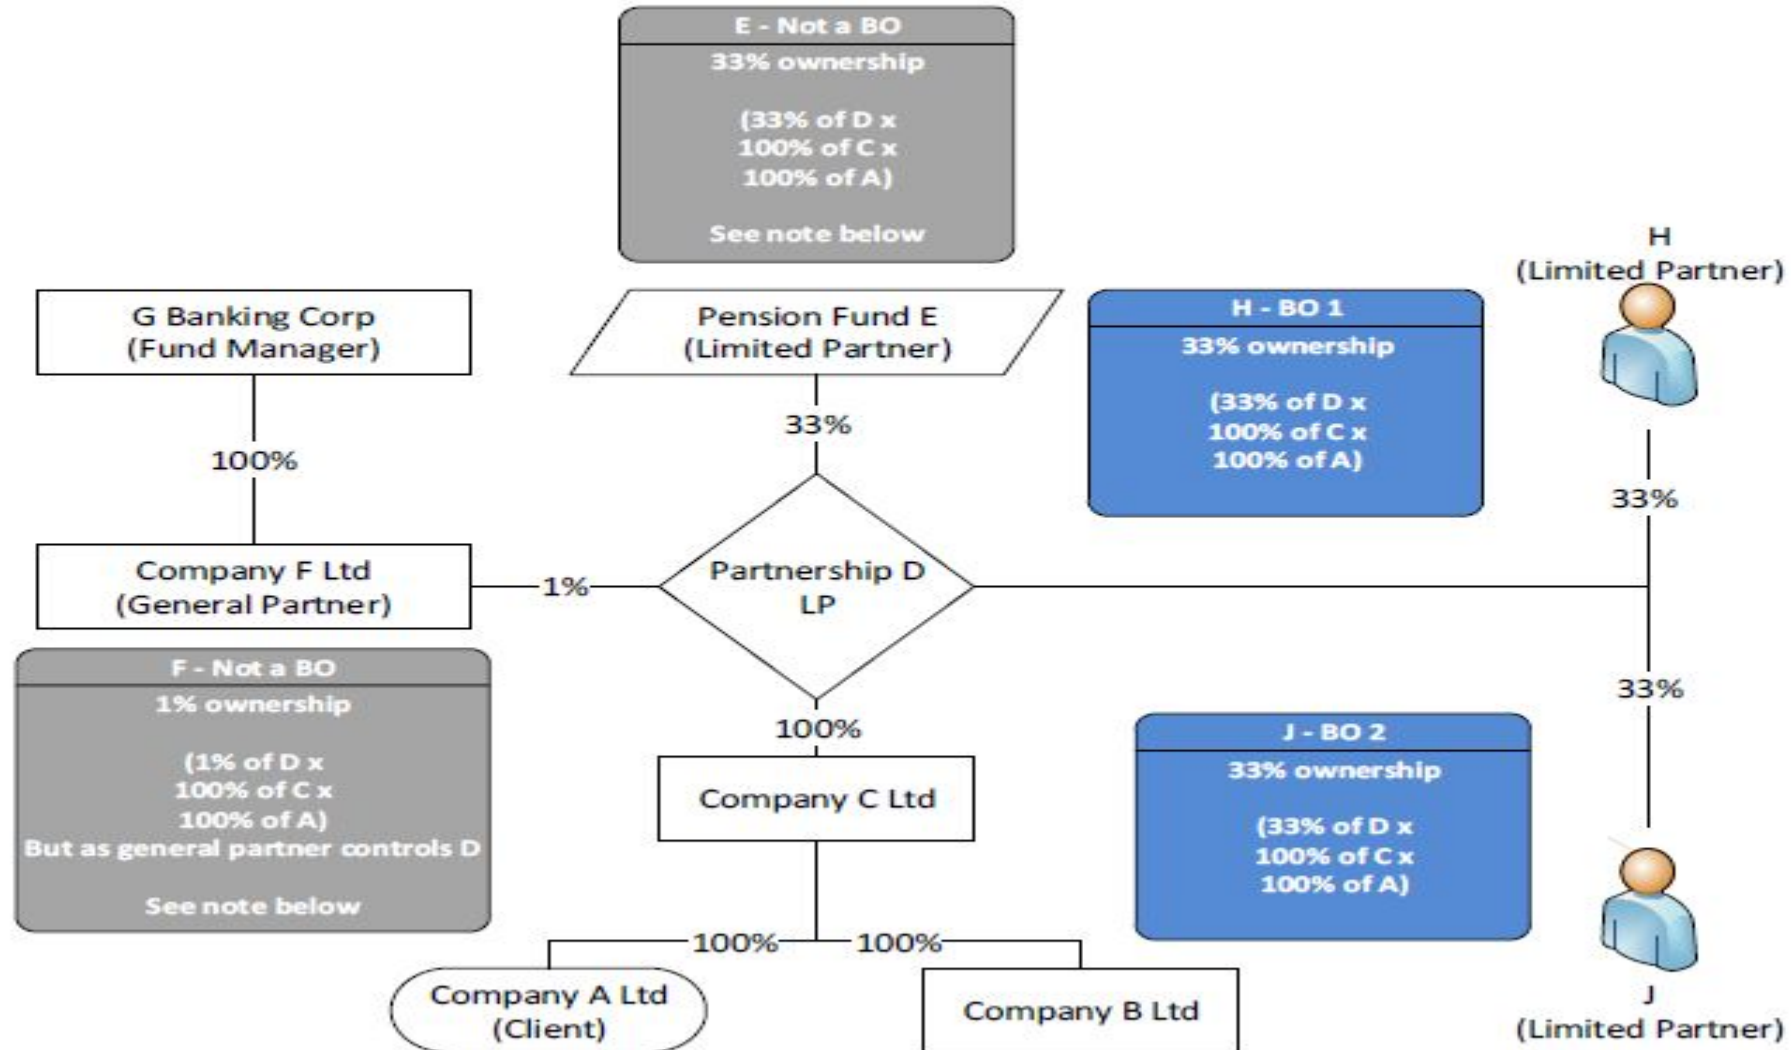 E - Not a BO
33% ownership
(33% of D x
100% of C x
100% of A)
See note below
H
(Limited Partner)
G Banking Corp
(Fund Manager)
Pension Fund E
(Limited Partner)
H - BO 1
33% ownership
(33% of D x
100% of C x
100% of A)
33%
100%
33%
Company F Ltd
(General Partner)
1%
Partnership D
LP
F - Not a BO
1% ownership
(1% of D x
100% of C x
100% of A)
But as general partner controls D
See note below
33%
100%
J - BO 2
33% ownership
(33% of D x
100% of C x
100% of A)
Company C Ltd
100%
100%
Company A Ltd
(Client)
Company B Ltd
J
(Limited Partner)